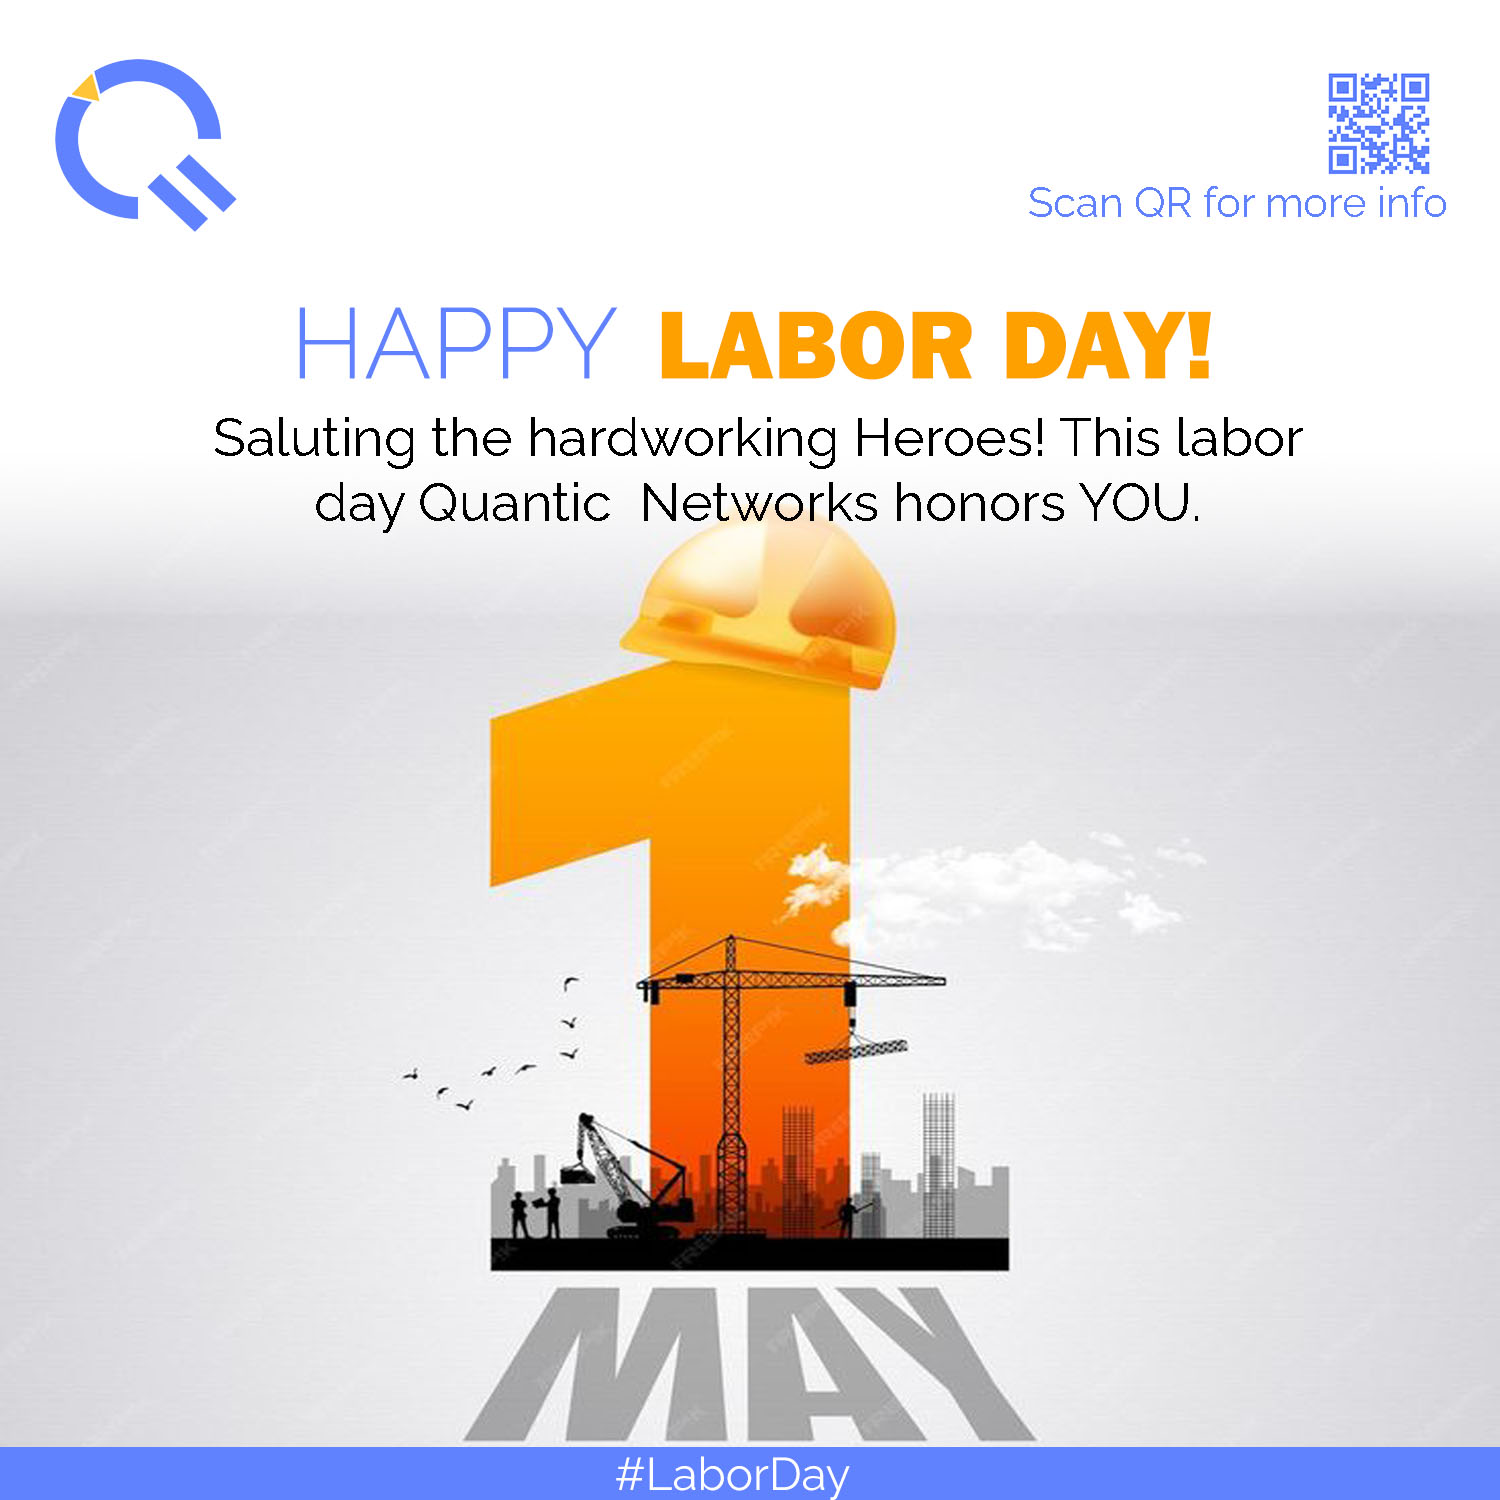 Scan QR for more info
HAPPY LABOR DAY!
Saluting the hardworking Heroes! This labor
day Quantic  Networks honors YOU.
1
MAY
#LaborDay